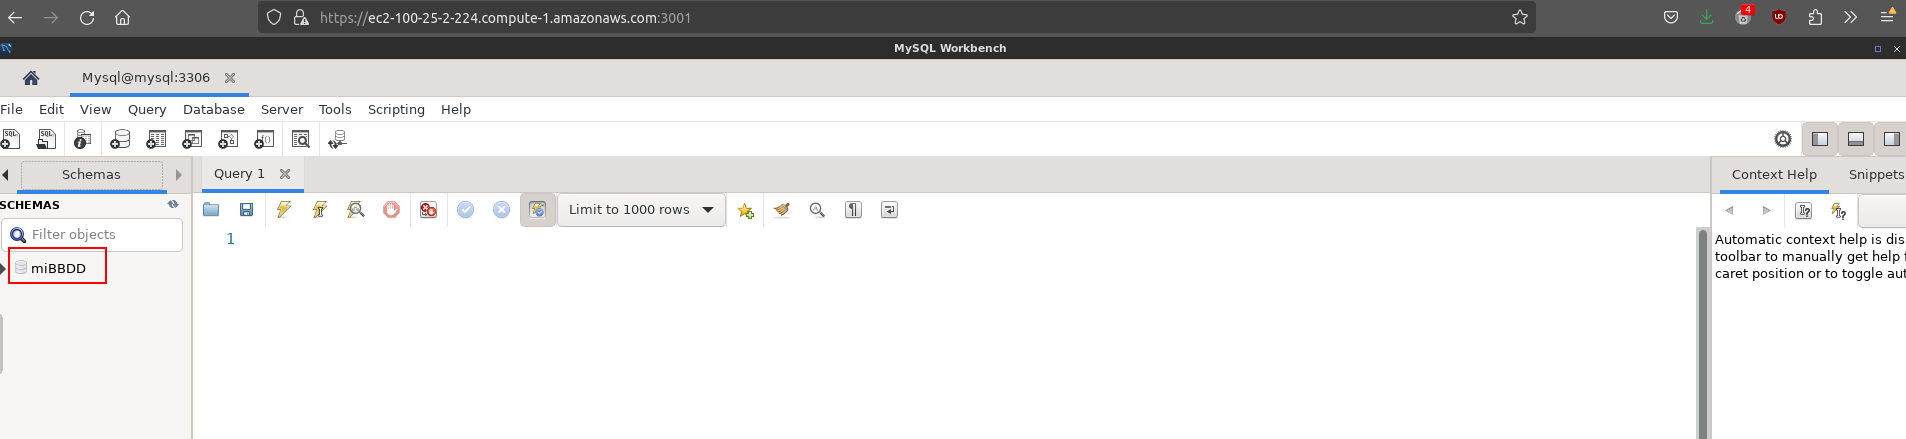 https://ec2-100-25-2-224.compute-1.amazonaws.com:3001
4
MySQL Workbench
Mysql@mysql:3306
File Edit View Query Database Server Tools Scripting Help
Schemas
Query 1
Context Help Snippets
SCHEMAS
Limit to 1000 rows
Filter objects
1
miBBDD
Automatic context help is dis
toolbar to manually get help f
caret position or to toggle aut